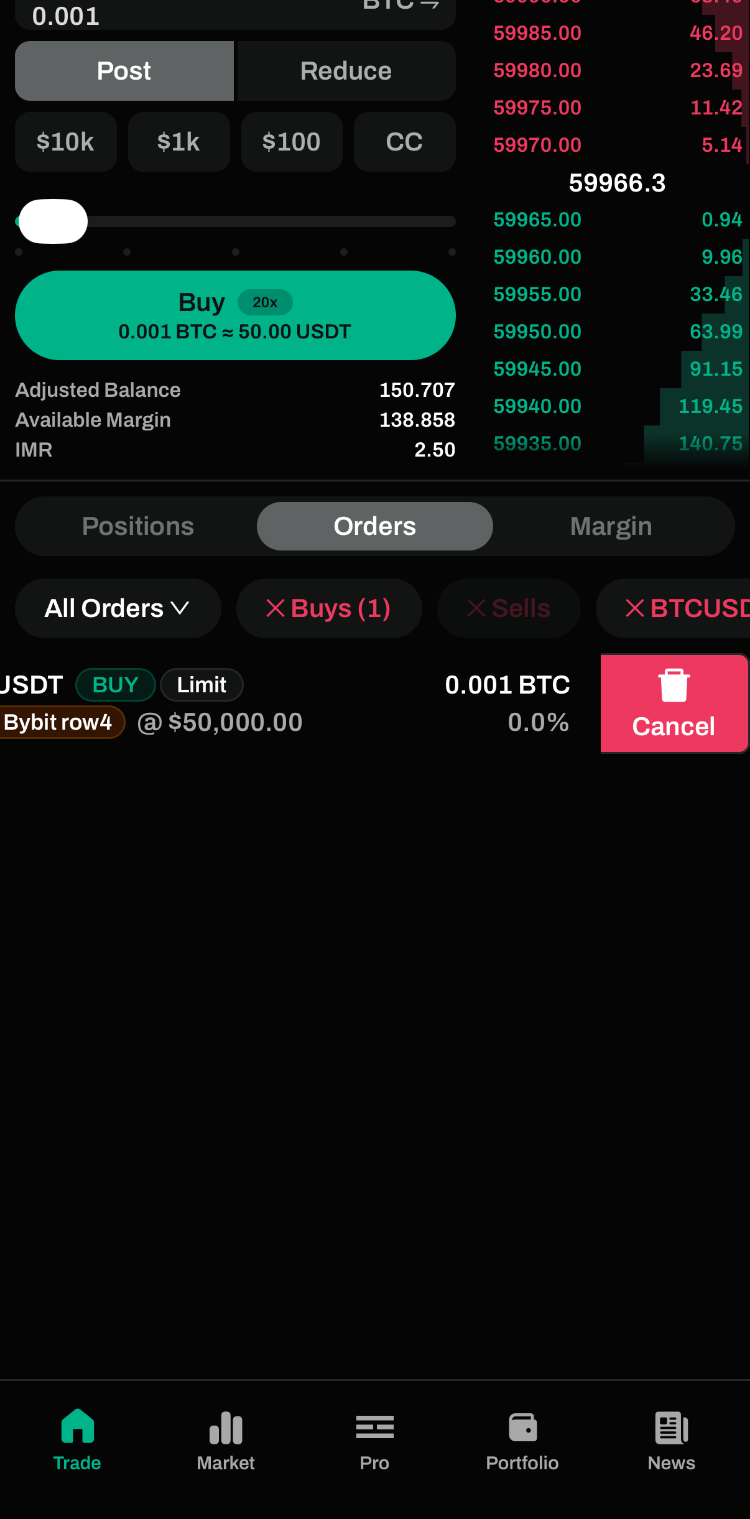 0.001
BTC
Post
Reduce
$10k
$1k
$100
CC
Buy 20x
0.001 BTC ≈ 50.00 USDT
Adjusted Balance 150.707
Available Margin 138.858
IMR 2.50
59985.00 46.20
59980.00 23.69
59975.00 11.42
59970.00 5.14
59966.3
59965.00 0.94
59960.00 9.96
59955.00 33.46
59950.00 63.99
59945.00 91.15
59940.00 119.45
59935.00 140.75
Positions
Orders
Margin
All Orders
Buys (1)
Sells
BTCUSD
USDT BUY Limit 0.001 BTC
Bybit row4 @ $50,000.00 0.0%
Cancel
Trade
Market
Pro
Portfolio
News